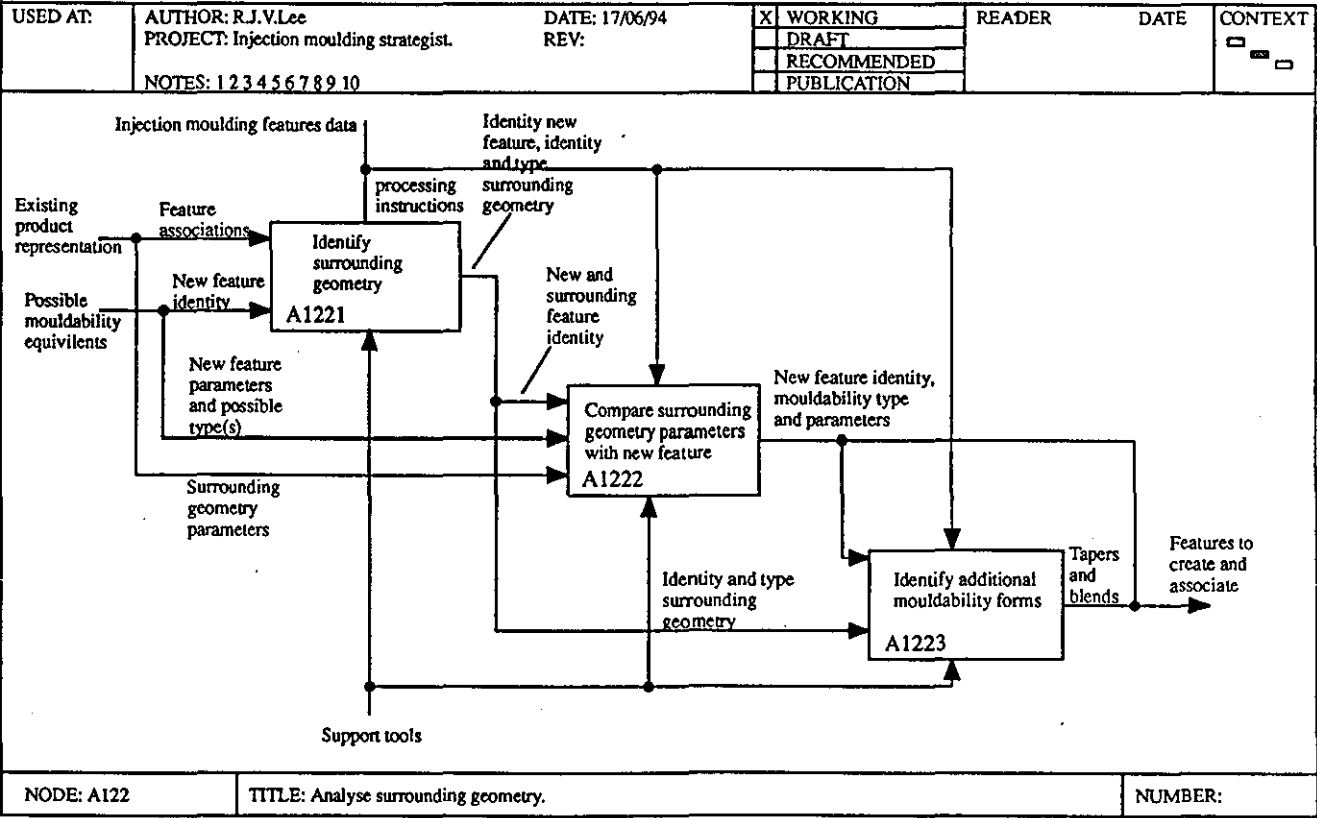 USED AT:
AUTHOR: R.J.V.Lee
DATE: 17/06/94
PROJECT: Injection moulding strategist.
REV:
NOTES: 1 2 3 4 5 6 7 8 9 10
X WORKING
DRAFT
RECOMMENDED
PUBLICATION
READER
DATE
CONTEXT
Injection moulding features data
Identity new
feature, identity
and type
surrounding
geometry
processing
instructions
Existing
product
representation
Feature
associations
Identify
surrounding
geometry
A1221
New feature
identity
Possible
mouldability
equivilents
New and
surrounding
feature
identity
New feature
parameters
and possible
type(s)
Compare surrounding
geometry parameters
with new feature
A1222
New feature identity,
mouldability type
and parameters
Surrounding
geometry
parameters
Identity and type
surrounding
geometry
Identify additional
mouldability forms
A1223
Tapers
and
blends
Features to
create and
associate
Support tools
NODE: A122
TITLE: Analyse surrounding geometry.
NUMBER: